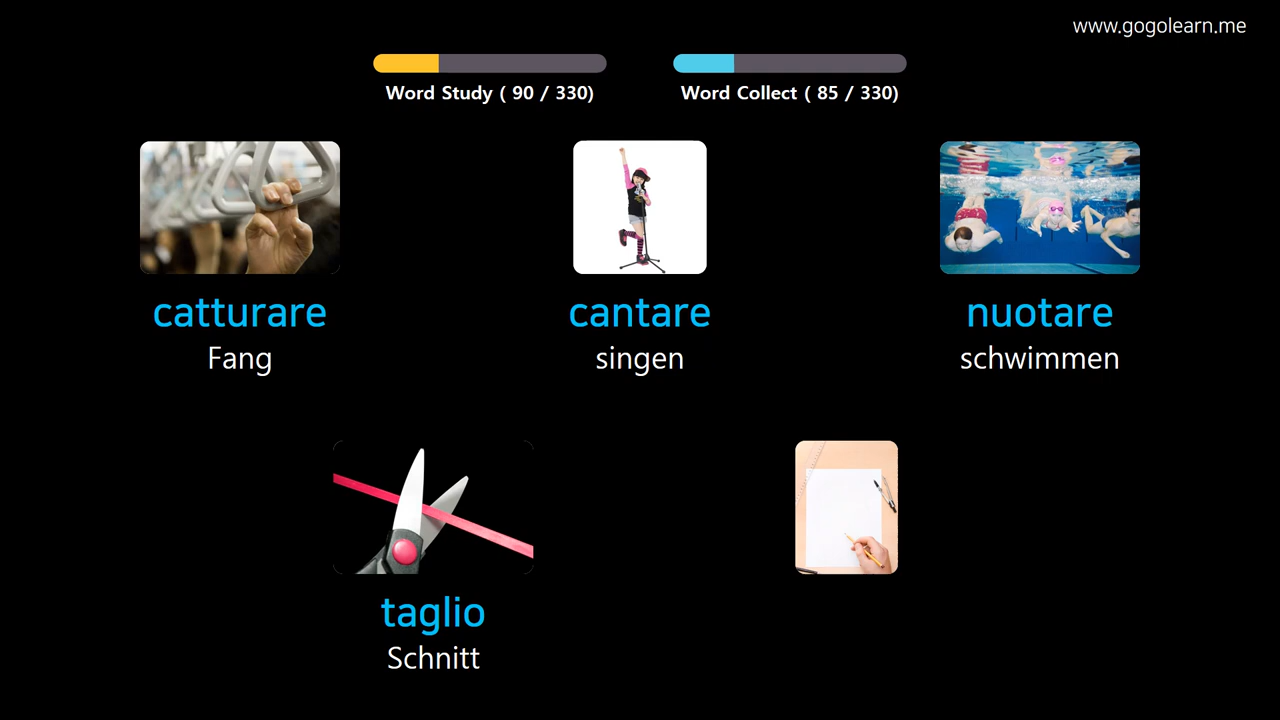 www.gogolearn.me
Word Study ( 90 / 330)
Word Collect ( 85 / 330)
catturare
Fang
cantare
singen
nuotare
schwimmen
taglio
Schnitt